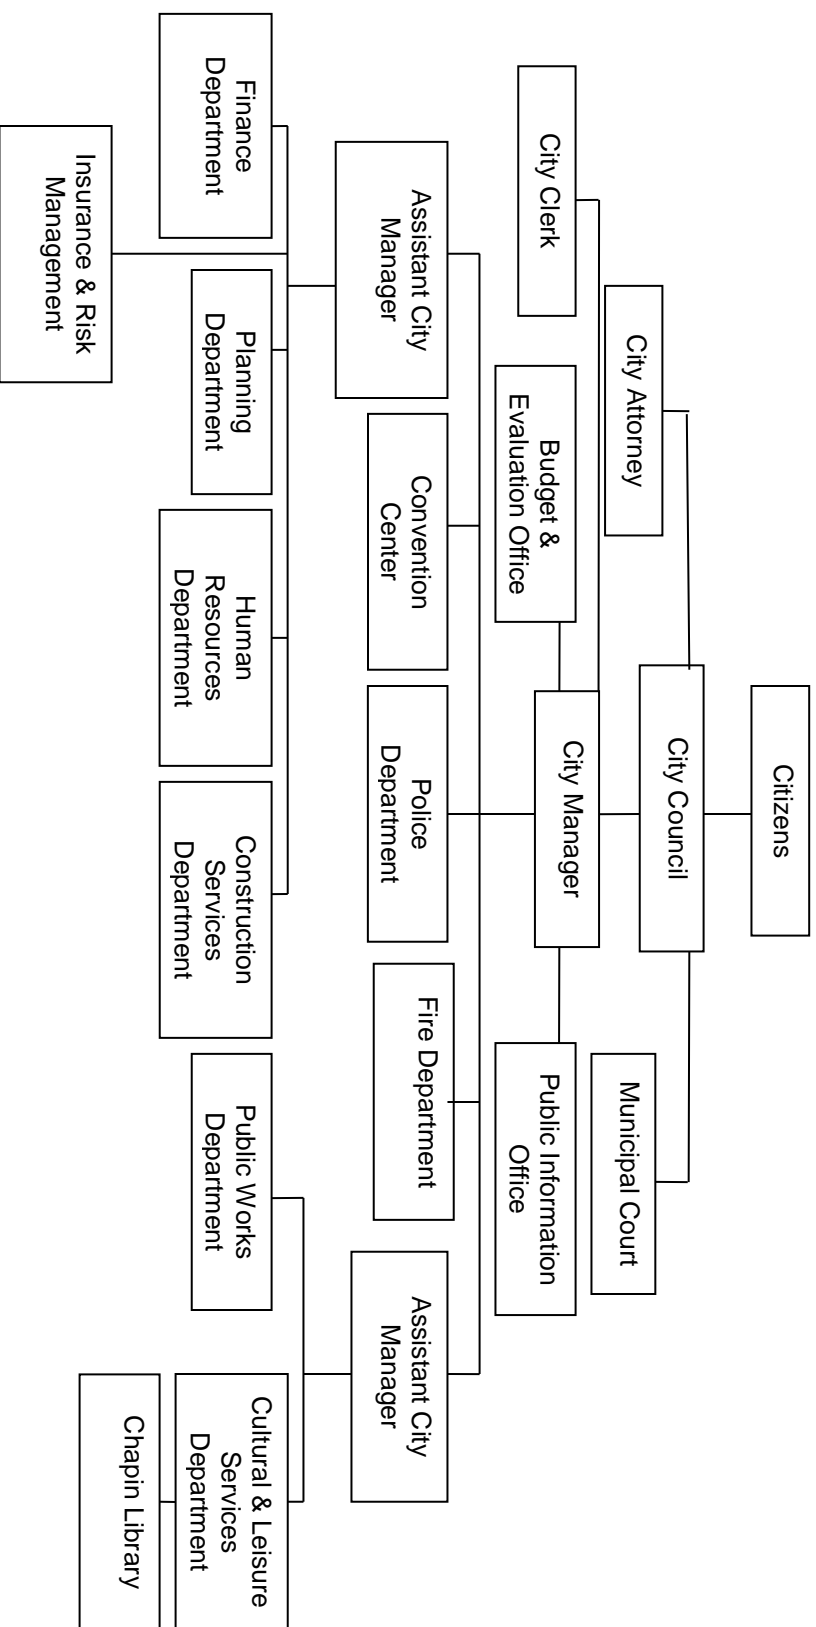 Citizens
City Council
City Attorney
Municipal Court
City Manager
City Clerk
Budget &
Evaluation Office
Public Information
Office
Assistant City
Manager
Convention
Center
Police
Department
Fire Department
Assistant City
Manager
Finance
Department
Planning
Department
Human
Resources
Department
Construction
Services
Department
Public Works
Department
Cultural & Leisure
Services
Department
Insurance & Risk
Management
Chapin Library